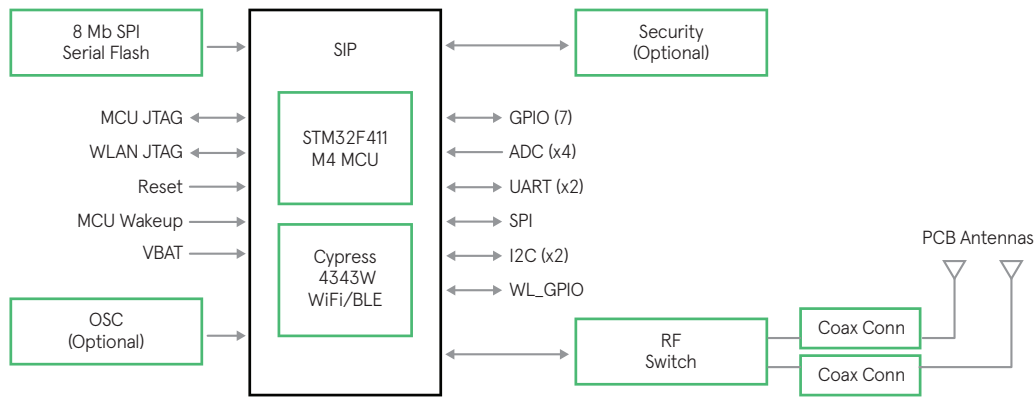 8 Mb SPI
Serial Flash
SIP
Security
(Optional)
MCU JTAG
WLAN JTAG
Reset
MCU Wakeup
VBAT
STM32F411
M4 MCU
GPIO (7)
ADC (x4)
UART (x2)
SPI
I2C (x2)
WL_GPIO
Cypress
4343W
WiFi/BLE
PCB Antennas
OSC
(Optional)
RF
Switch
Coax Conn
Coax Conn